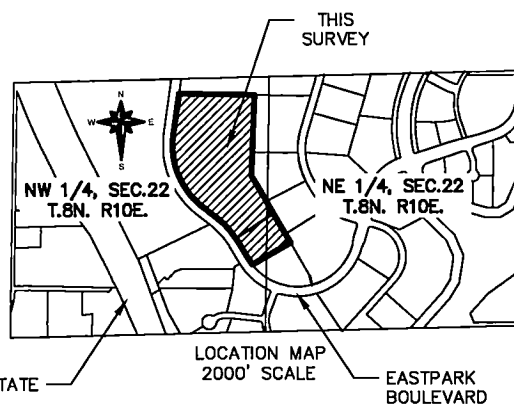 THIS
SURVEY
N
W E
S
NW 1/4, SEC.22
T.8N. R10E.
NE 1/4, SEC.22
T.8N. R10E.
LOCATION MAP
2000' SCALE
TATE
EASTPARK
BOULEVARD